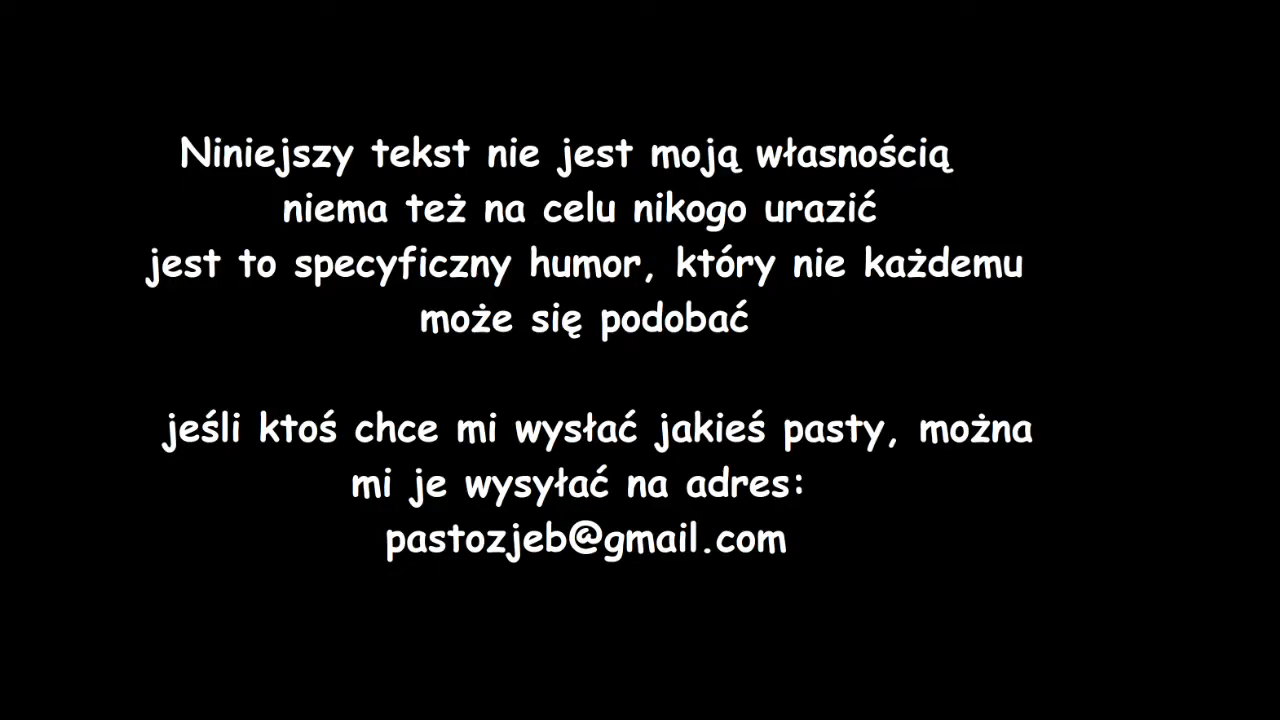 Niniejszy tekst nie jest moją własnością
niema też na celu nikogo urazić
jest to specyficzny humor, który nie każdemu
może się podobać
jeśli ktoś chce mi wysłać jakieś pasty, można
mi je wysyłać na adres:
pastozjeb@gmail.com